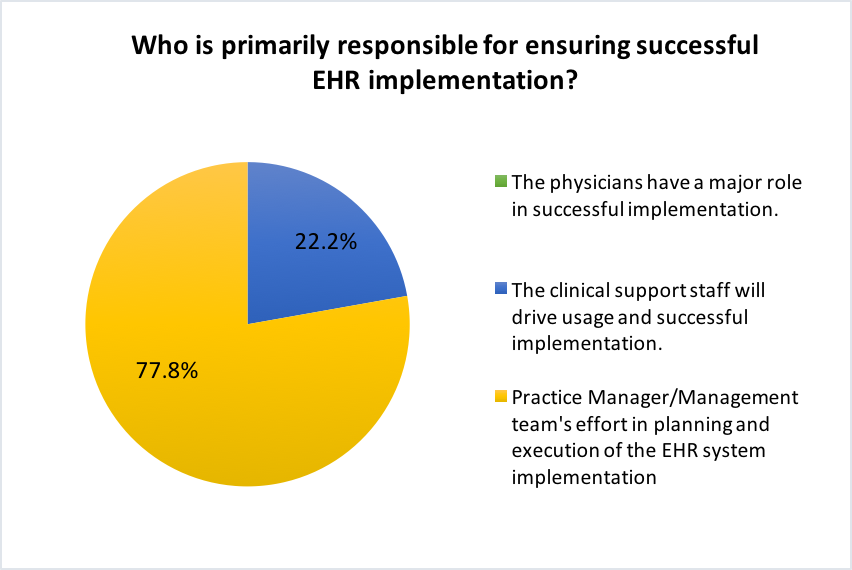 Who is primarily responsible for ensuring successful
EHR implementation?
22.2%
77.8%
The physicians have a major role
in successful implementation.
The clinical support staff will
drive usage and successful
implementation.
Practice Manager/Management
team's effort in planning and
execution of the EHR system
implementation